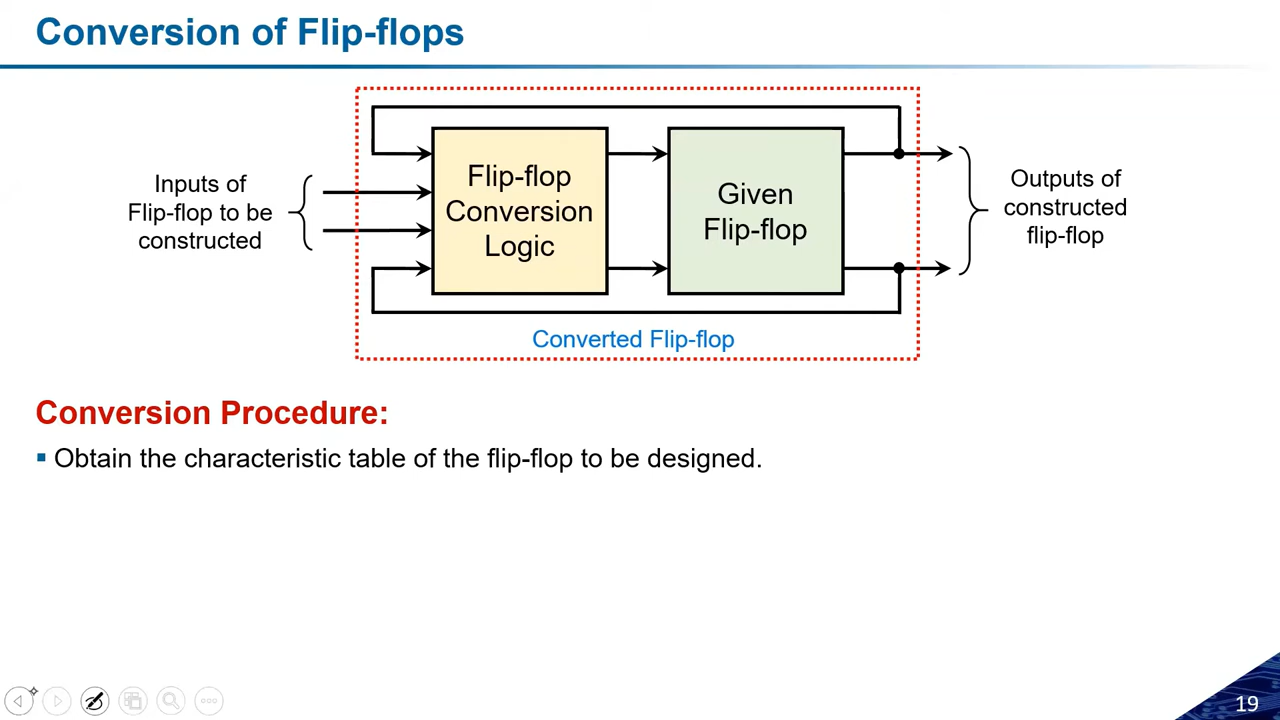 Conversion of Flip-flops
Inputs of
Flip-flop to be
constructed
Flip-flop
Conversion
Logic
Given
Flip-flop
Outputs of
constructed
flip-flop
Converted Flip-flop
Conversion Procedure:
▪ Obtain the characteristic table of the flip-flop to be designed.
19